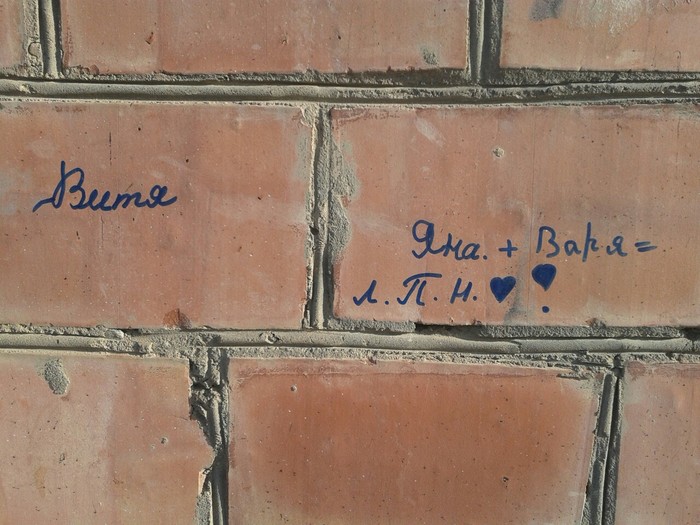 Витя
Яна. + Варя =
л. П. Н. ♥ !